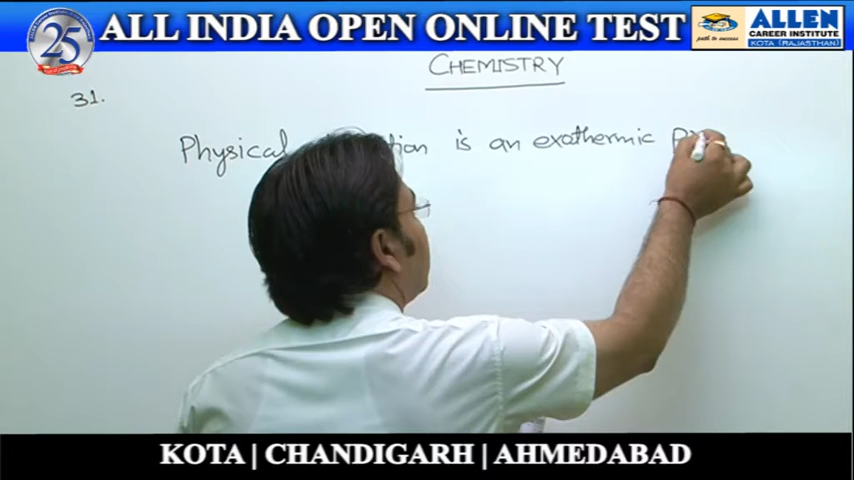 25
ALL INDIA OPEN ONLINE TEST
path to success
ALLEN
CAREER INSTITUTE
KOTA (RAJASTHAN)
CHEMISTRY
31.
Physical is an exothermic
KOTA | CHANDIGARH | AHMEDABAD